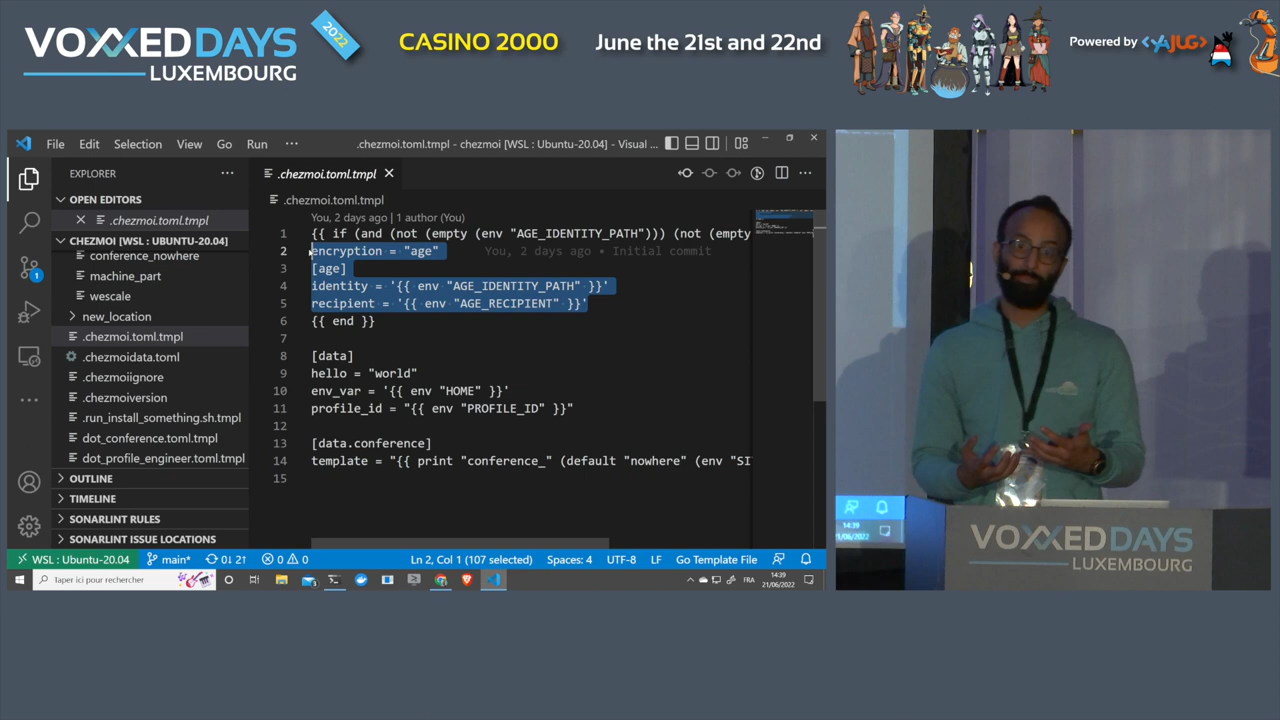 VOXXED DAYS
LUXEMBOURG
2022
CASINO 2000
June the 21st and 22nd
Powered by <YAJUG>
File Edit Selection View Go Run ··· .chezmoi.toml.tmpl - chezmoi [WSL : Ubuntu-20.04] - Visual ...
EXPLORER
OPEN EDITORS
.chezmoi.toml.tmpl
CHEZMOI [WSL : UBUNTU-20.04]
conference_nowhere
machine_part
wescale
new_location
.chezmoi.toml.tmpl
.chezmoidata.toml
.chezmoiignore
.chezmoiversion
.run_install_something.sh.tmpl
dot_conference.toml.tmpl
dot_profile_engineer.toml.tmpl
OUTLINE
TIMELINE
SONARLINT RULES
SONARLINT ISSUE LOCATIONS
1
.chezmoi.toml.tmpl
.chezmoi.toml.tmpl
You, 2 days ago | 1 author (You)
1 {{ if (and (not (empty (env "AGE_IDENTITY_PATH"))) (not (empty
2 encryption = "age" You, 2 days ago • Initial commit
3 [age]
4 identity = '{{ env "AGE_IDENTITY_PATH" }}'
5 recipient = '{{ env "AGE_RECIPIENT" }}'
6 {{ end }}
7
8 [data]
9 hello = "world"
10 env_var = '{{ env "HOME" }}'
11 profile_id = "{{ env "PROFILE_ID" }}"
12
13 [data.conference]
14 template = "{{ print "conference_" (default "nowhere" (env "SI
15
WSL : Ubuntu-20.04 main* 0↓ 2↑ 0 0 Ln 2, Col 1 (107 selected) Spaces: 4 UTF-8 LF Go Template File
Taper ici pour rechercher
FRA
14:39
21/06/2022
14:39
21/06/2022
VOXXED DAYS
LUXEMBOURG